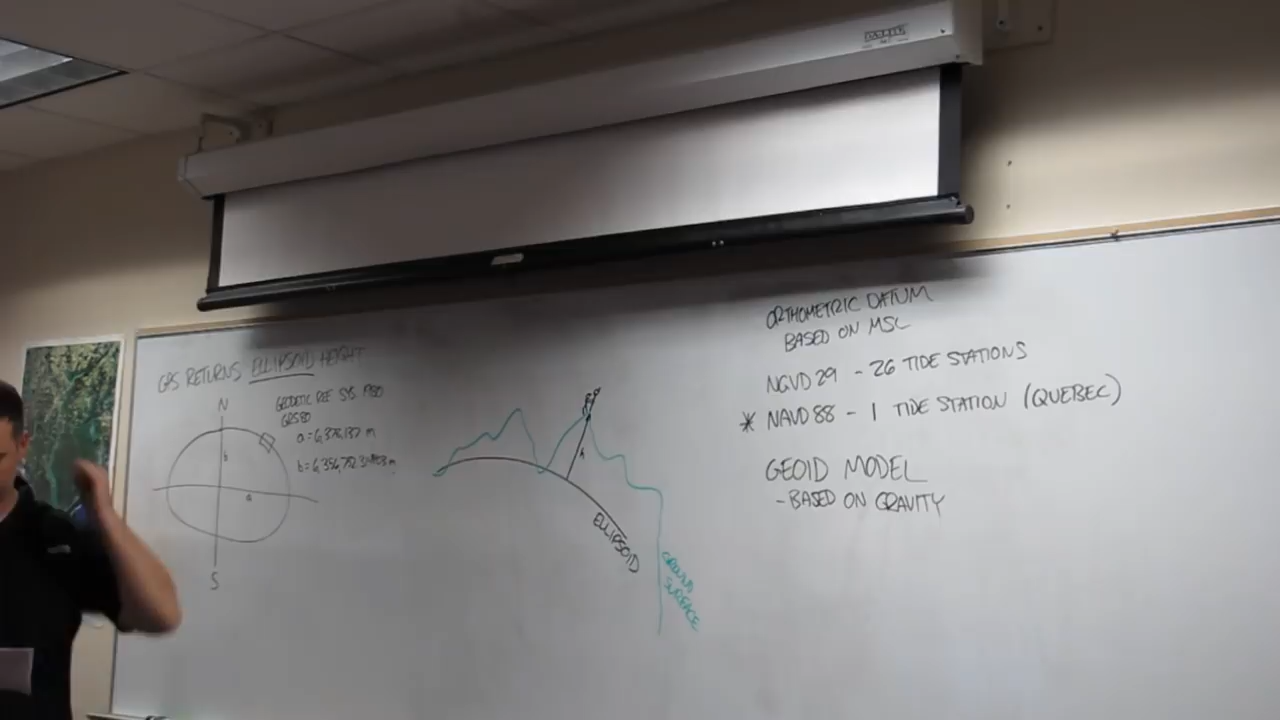 GPS RETURNS ELLIPSOID HEIGHT
N
GEODETIC REF SYS. 1980
GRS80
a = 6,378,137 m
b
a
S
h
ELLIPSOID
GROUND
SURFACE
ORTHOMETRIC DATUM
BASED ON MSL
NGVD 29 - 26 TIDE STATIONS
* NAVD 88 - 1 TIDE STATION (QUEBEC)
GEOID MODEL
- BASED ON GRAVITY